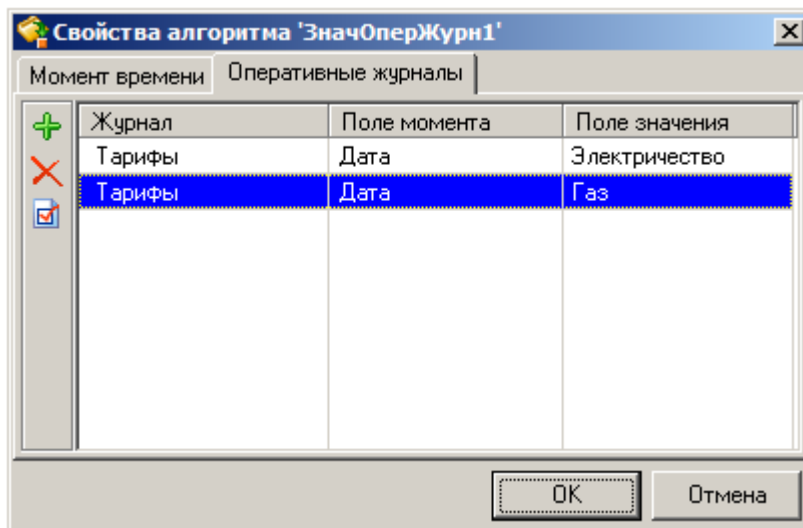 Свойства алгоритма 'ЗначОперЖурн1'
Момент времени Оперативные журналы
Журнал Поле момента Поле значения
Тарифы Дата Электричество
Тарифы Дата Газ
OK Отмена